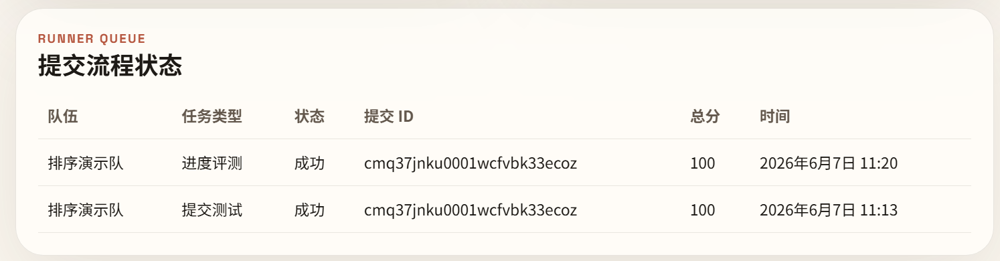 RUNNER QUEUE
提交流程状态
队伍 任务类型 状态 提交 ID 总分 时间
排序演示队 进度评测 成功 cmq37jnku0001wcfvbk33ecoz 100 2026年6月7日 11:20
排序演示队 提交测试 成功 cmq37jnku0001wcfvbk33ecoz 100 2026年6月7日 11:13